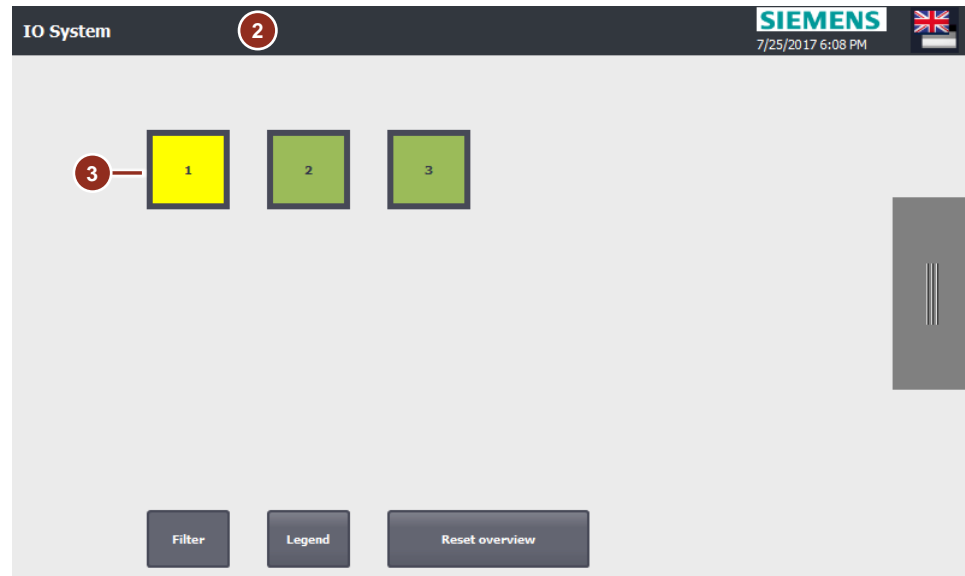 IO System
2
SIEMENS
7/25/2017 6:08 PM
3
1
2
3
Filter
Legend
Reset overview